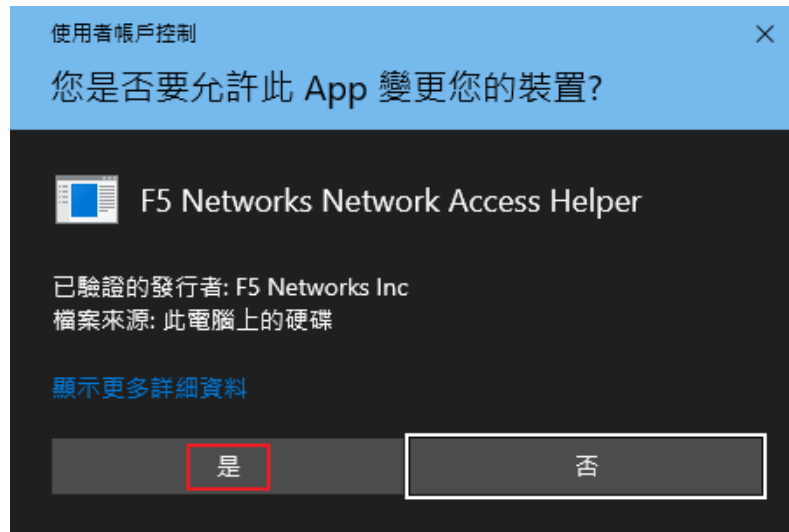 使用者帳戶控制
您是否要允許此 App 變更您的裝置?
F5 Networks Network Access Helper
已驗證的發行者: F5 Networks Inc
檔案來源: 此電腦上的硬碟
顯示更多詳細資料
是
否